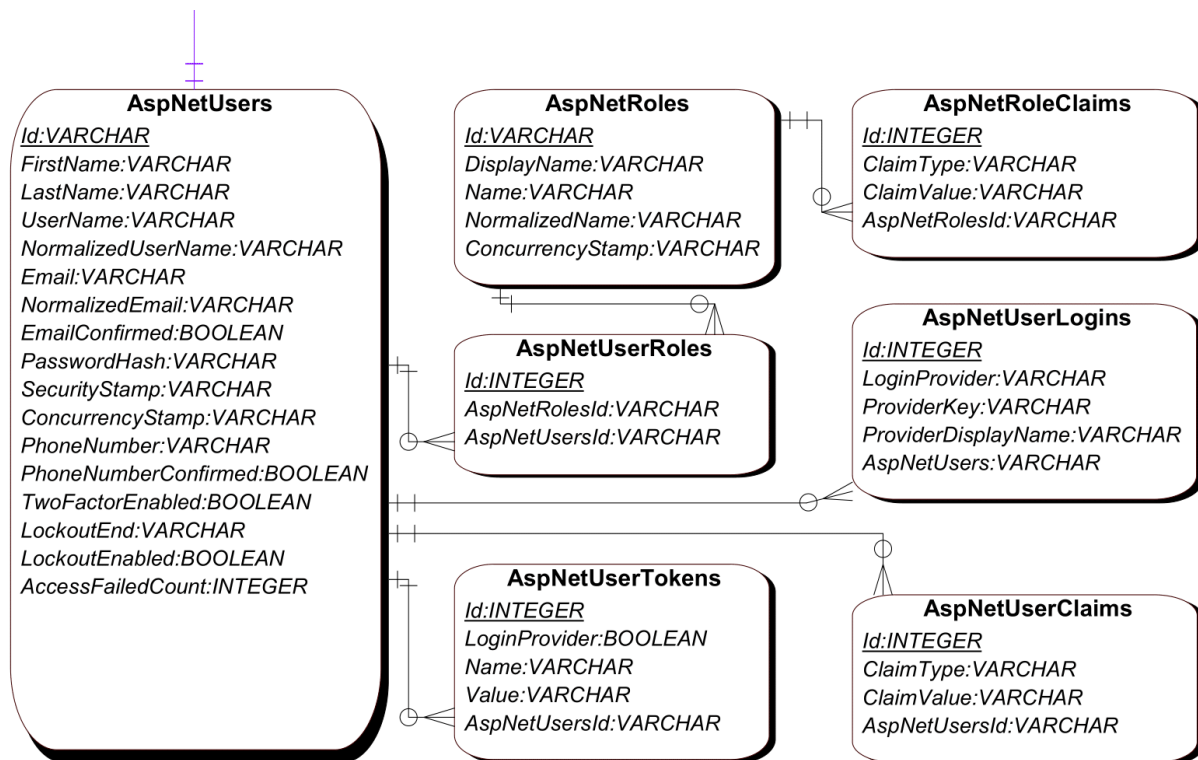 AspNetUsers
Id:VARCHAR
FirstName:VARCHAR
LastName:VARCHAR
UserName:VARCHAR
NormalizedUserName:VARCHAR
Email:VARCHAR
NormalizedEmail:VARCHAR
EmailConfirmed:BOOLEAN
PasswordHash:VARCHAR
SecurityStamp:VARCHAR
ConcurrencyStamp:VARCHAR
PhoneNumber:VARCHAR
PhoneNumberConfirmed:BOOLEAN
TwoFactorEnabled:BOOLEAN
LockoutEnd:VARCHAR
LockoutEnabled:BOOLEAN
AccessFailedCount:INTEGER
AspNetRoles
Id:VARCHAR
DisplayName:VARCHAR
Name:VARCHAR
NormalizedName:VARCHAR
ConcurrencyStamp:VARCHAR
AspNetRoleClaims
Id:INTEGER
ClaimType:VARCHAR
ClaimValue:VARCHAR
AspNetRolesId:VARCHAR
AspNetUserRoles
Id:INTEGER
AspNetRolesId:VARCHAR
AspNetUsersId:VARCHAR
AspNetUserLogins
Id:INTEGER
LoginProvider:VARCHAR
ProviderKey:VARCHAR
ProviderDisplayName:VARCHAR
AspNetUsers:VARCHAR
AspNetUserTokens
Id:INTEGER
LoginProvider:BOOLEAN
Name:VARCHAR
Value:VARCHAR
AspNetUsersId:VARCHAR
AspNetUserClaims
Id:INTEGER
ClaimType:VARCHAR
ClaimValue:VARCHAR
AspNetUsersId:VARCHAR